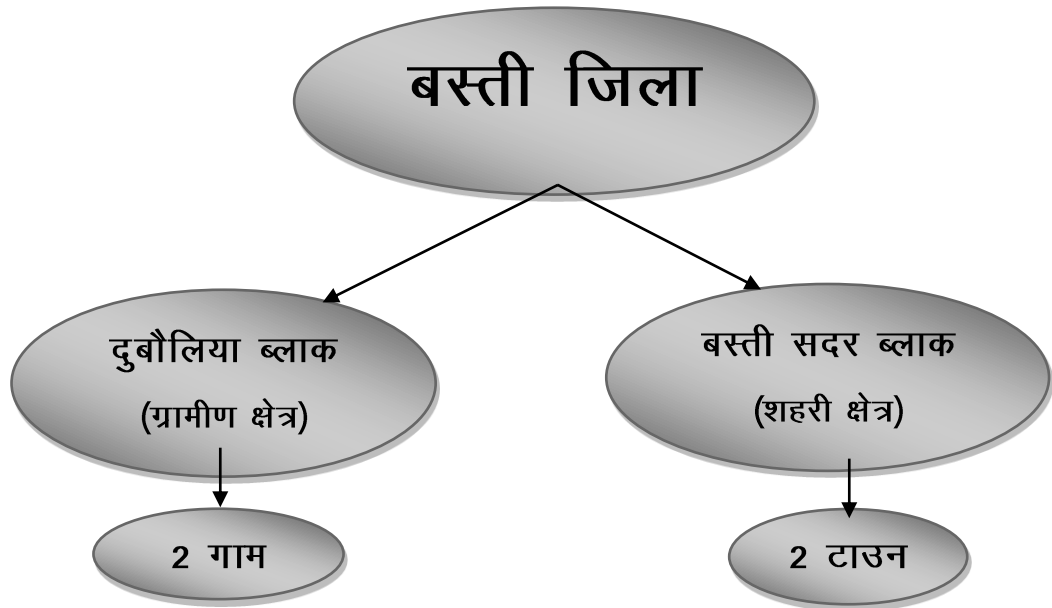 बस्ती जिला
दुबौलिया ब्लाक
(ग्रामीण क्षेत्र)
बस्ती सदर ब्लाक
(शहरी क्षेत्र)
2 गाम
2 टाउन